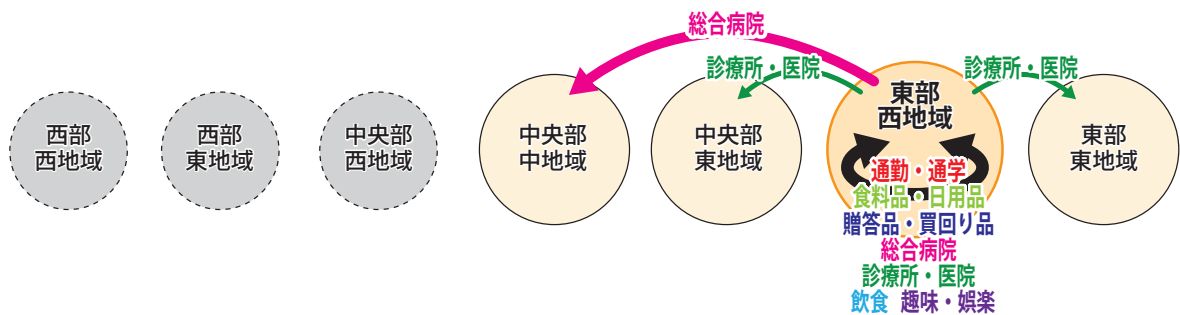 総合病院
診療所・医院
診療所・医院
西部
西地域
西部
東地域
中央部
西地域
中央部
中地域
中央部
東地域
東部
西地域
東部
東地域
通勤・通学
食料品・日用品
贈答品・買回り品
総合病院
診療所・医院
飲食 趣味・娯楽